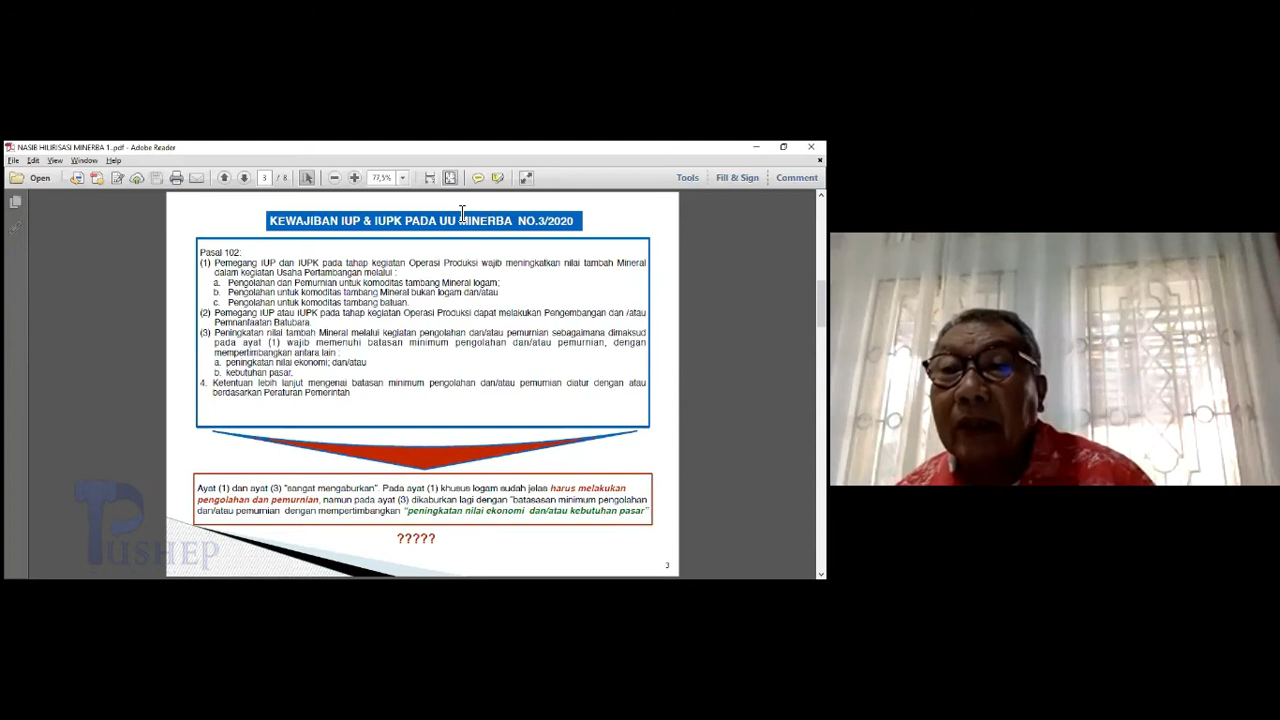 NASIB HILIRISASI MINERBA 1..pdf - Adobe Reader
File Edit View Window Help
Open 3 / 8 77,5% Tools Fill & Sign Comment
KEWAJIBAN IUP & IUPK PADA UU MINERBA NO.3/2020
Pasal 102:
(1) Pemegang IUP dan IUPK pada tahap kegiatan Operasi Produksi wajib meningkatkan nilai tambah Mineral
dalam kegiatan Usaha Pertambangan melalui :
a. Pengolahan dan Pemurnian untuk komoditas tambang Mineral logam;
b. Pengolahan untuk komoditas tambang Mineral bukan logam dan/atau
c. Pengolahan untuk komoditas tambang batuan.
(2) Pemegang IUP atau IUPK pada tahap kegiatan Operasi Produksi dapat melakukan Pengembangan dan /atau
Pemnanfaatan Batubara.
(3) Peningkatan nilai tambah Mineral melalui kegiatan pengolahan dan/atau pemurnian sebagaimana dimaksud
pada ayat (1) wajib memenuhi batasan minimum pengolahan dan/atau pemurnian, dengan
mempertimbangkan antara lain :
a. peningkatan nilai ekonomi; dan/atau
b. kebutuhan pasar.
4. Ketentuan lebih lanjut mengenai batasan minimum pengolahan dan/atau pemurnian diatur dengan atau
berdasarkan Peraturan Pemerintah
Ayat (1) dan ayat (3) "sangat mengaburkan". Pada ayat (1) khusus logam sudah jelas harus melakukan
pengolahan dan pemurnian, namun pada ayat (3) dikaburkan lagi dengan "batasasan minimum pengolahan
dan/atau pemurnian dengan mempertimbangkan "peningkatan nilai ekonomi dan/atau kebutuhan pasar"
?????
PUSHEP
3